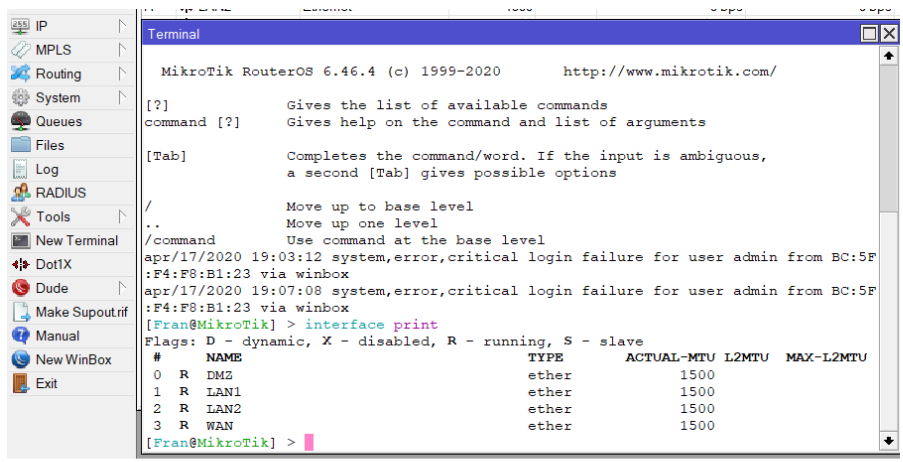 IP
MPLS
Routing
System
Queues
Files
Log
RADIUS
Tools
New Terminal
Dot1X
Dude
Make Supout.rif
Manual
New WinBox
Exit
Terminal
MikroTik RouterOS 6.46.4 (c) 1999-2020 http://www.mikrotik.com/
[?] Gives the list of available commands
command [?] Gives help on the command and list of arguments
[Tab] Completes the command/word. If the input is ambiguous,
a second [Tab] gives possible options
/ Move up to base level
.. Move up one level
/command Use command at the base level
apr/17/2020 19:03:12 system,error,critical login failure for user admin from BC:5F
:F4:F8:B1:23 via winbox
apr/17/2020 19:07:08 system,error,critical login failure for user admin from BC:5F
:F4:F8:B1:23 via winbox
[Fran@MikroTik] > interface print
Flags: D - dynamic, X - disabled, R - running, S - slave
# NAME TYPE ACTUAL-MTU L2MTU MAX-L2MTU
0 R DMZ ether 1500
1 R LAN1 ether 1500
2 R LAN2 ether 1500
3 R WAN ether 1500
[Fran@MikroTik] >